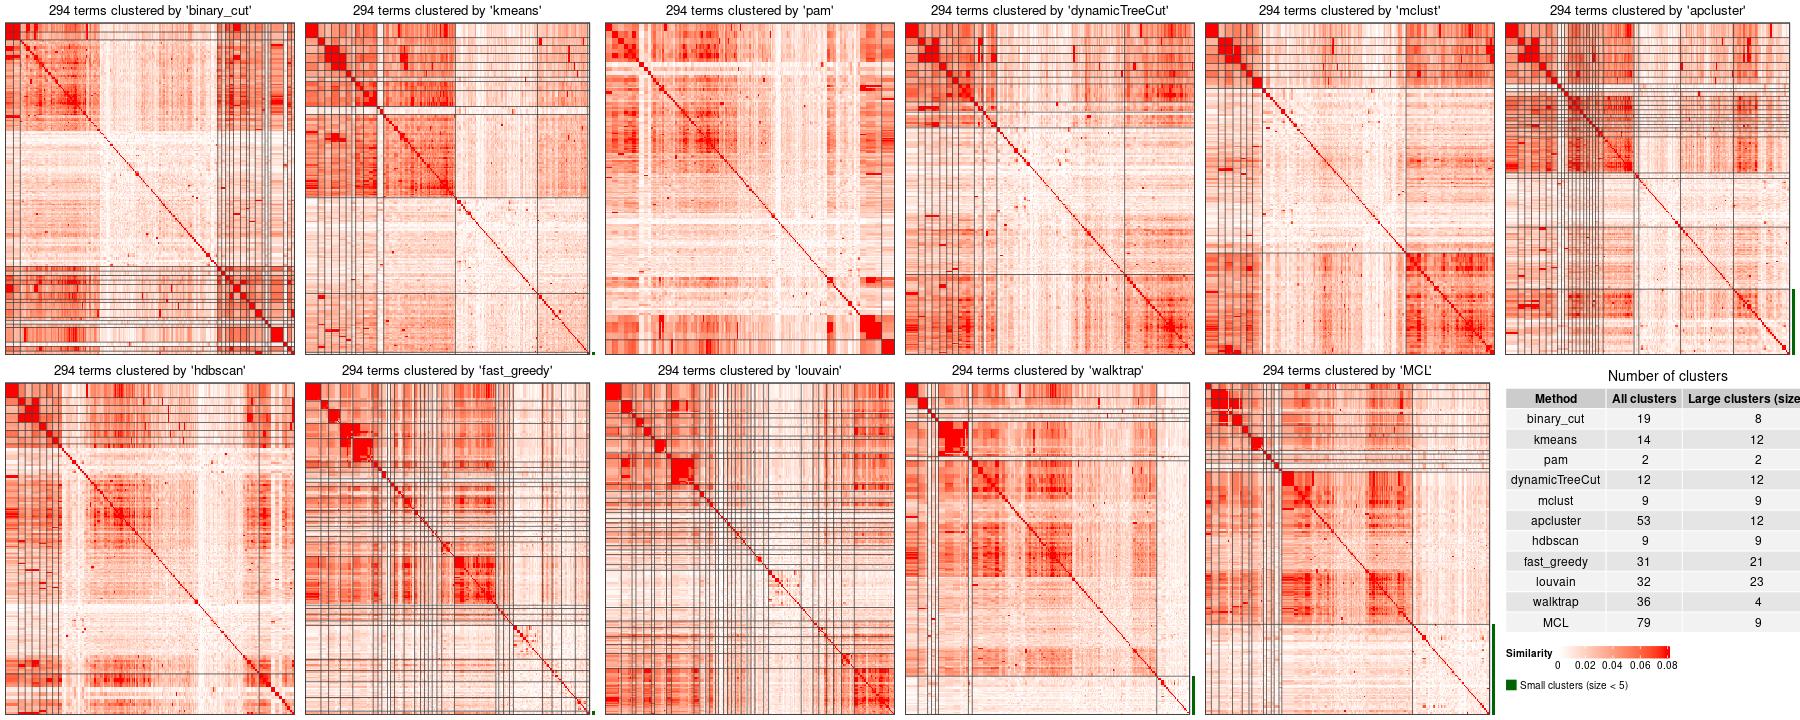 294 terms clustered by 'binary_cut'
294 terms clustered by 'kmeans'
294 terms clustered by 'pam'
294 terms clustered by 'dynamicTreeCut'
294 terms clustered by 'mclust'
294 terms clustered by 'apcluster'
294 terms clustered by 'hdbscan'
294 terms clustered by 'fast_greedy'
294 terms clustered by 'louvain'
294 terms clustered by 'walktrap'
294 terms clustered by 'MCL'
Number of clusters
Method All clusters Large clusters (size
binary_cut 19 8
kmeans 14 12
pam 2 2
dynamicTreeCut 12 12
mclust 9 9
apcluster 53 12
hdbscan 9 9
fast_greedy 31 21
louvain 32 23
walktrap 36 4
MCL 79 9
Similarity
0 0.02 0.04 0.06 0.08
Small clusters (size < 5)